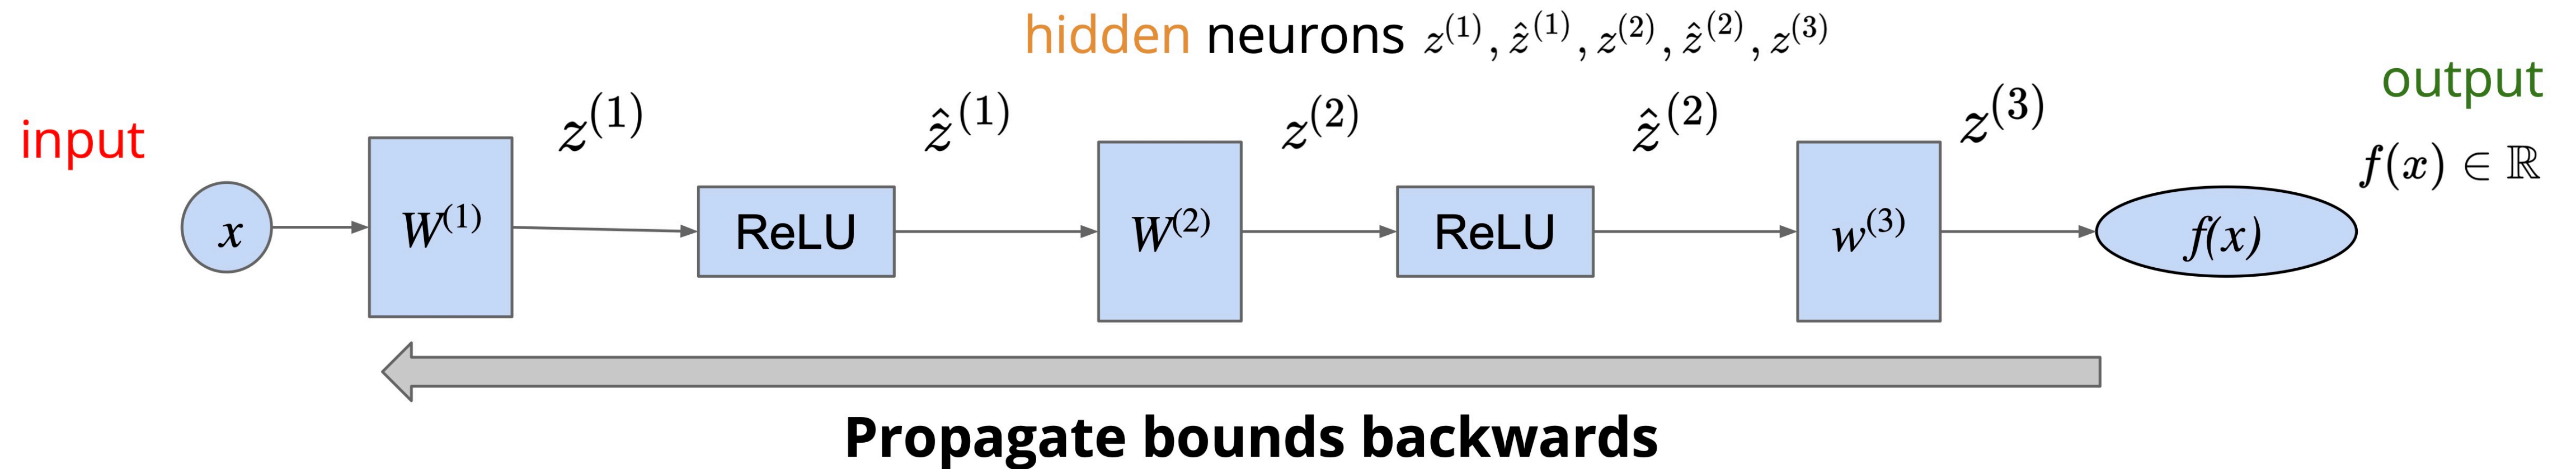 hidden neurons z⁽¹⁾, ẑ⁽¹⁾, z⁽²⁾, ẑ⁽²⁾, z⁽³⁾
output
input
z⁽¹⁾ ẑ⁽¹⁾ z⁽²⁾ ẑ⁽²⁾ z⁽³⁾
f(x) ∈ ℝ
x W⁽¹⁾ ReLU W⁽²⁾ ReLU w⁽³⁾ f(x)
Propagate bounds backwards